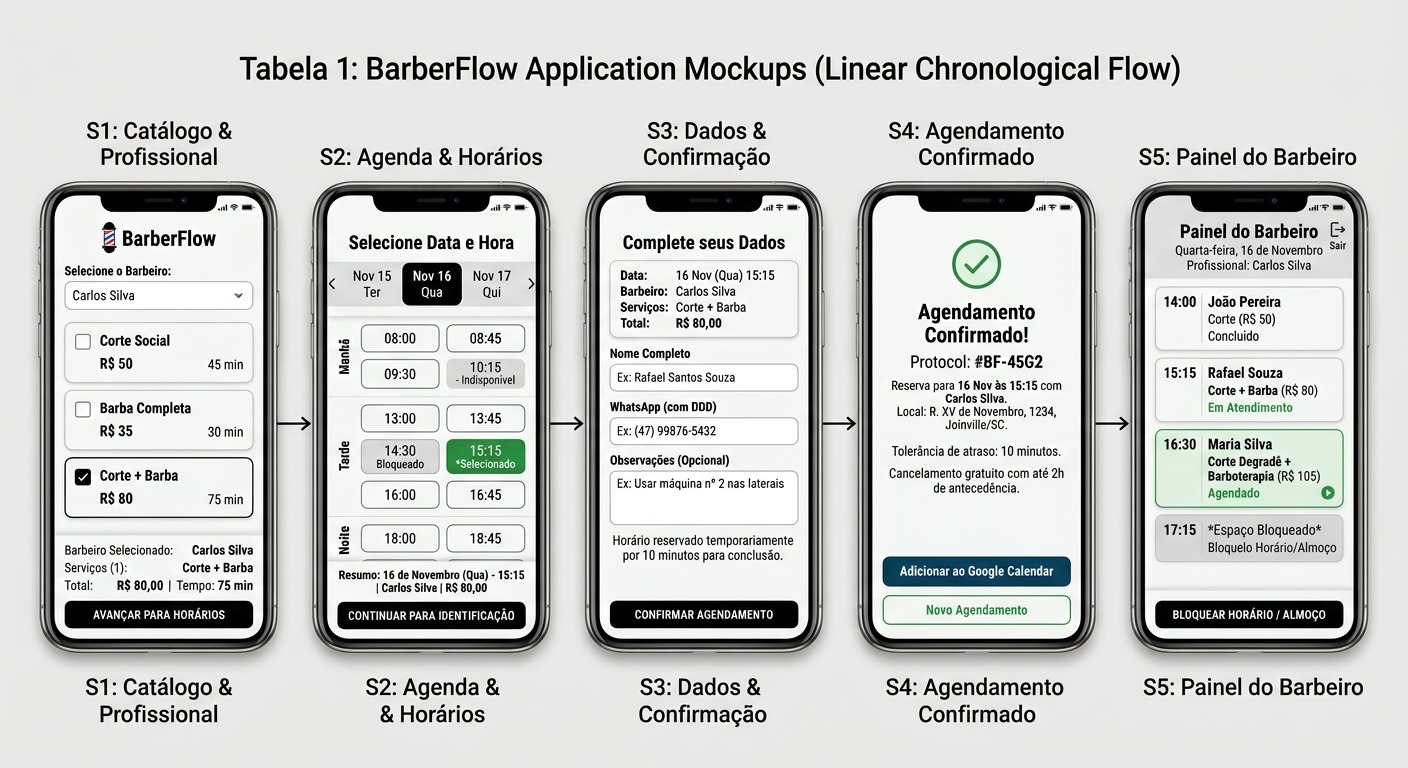 Tabela 1: BarberFlow Application Mockups (Linear Chronological Flow)
S1: Catálogo &
Profissional
BarberFlow
Selecione o Barbeiro:
Carlos Silva
Corte Social
R$ 50 45 min
Barba Completa
R$ 35 30 min
Corte + Barba
R$ 80 75 min
Barbeiro Selecionado: Carlos Silva
Serviços (1): Corte + Barba
Total: R$ 80,00 | Tempo: 75 min
AVANÇAR PARA HORÁRIOS
S1: Catálogo &
Profissional
S2: Agenda & Horários
Selecione Data e Hora
Nov 15 Nov 16 Nov 17
Ter Qua Qui
Manitê
08:00 08:45
09:30 10:15
- Indisponivel
Tarde
13:00 13:45
14:30 15:15
Bloqueado *Selecionado
16:00 16:45
Noite
18:00 18:45
Resumo: 16 de Novembro (Qua) - 15:15
| Carlos Silve | R$ 80,00
CONTINUAR PARA IDENTIFICAÇÃO
S2: Agenda &
& Horários
S3: Dados &
Confirmação
Complete seus Dados
Data: 16 Nov (Qua) 15:15
Barbeiro: Carlos Silva
Serviços: Corte + Barba
Total: R$ 80,00
Nome Completo
Ex: Rafael Santos Souza
WhatsApp (com DDD)
Ex: (47) 99876-5432
Observações (Opcional)
Ex: Usar máquina nº 2 nas laterais
Horário reservado temporariamente
por 10 minutos para conclusão.
CONFIRMAR AGENDAMENTO
S3: Dados &
Confirmação
S4: Agendamento
Confirmado
Agendamento
Confirmado!
Protocol: #BF-45G2
Reserva para 16 Nov às 15:15 com
Carlos Silva.
Local: R. XV de Novembro, 1234,
Joinville/SC.
Tolerância de atraso: 10 minutos.
Cancelamento gratuito com até 2h
de antecedência.
Adicionar ao Google Calendar
Novo Agendamento
S4: Agendamento
Confirmado
S5: Painel do Barbeiro
Painel do Barbeiro
Sair
Quarta-feira, 16 de Novembro
Profissional: Carlos Silva
14:00 João Pereira
Corte (R$ 50)
Concluido
15:15 Rafael Souza
Corte + Barba (R$ 80)
Em Atendimento
16:30 Maria Silva
Corte Degradê +
Barboterapia (R$ 105)
Agendado
17:15 *Espaço Bloqueado*
Bloquelo Horário/Almoço
BLOQUEAR HORÁRIO / ALMOÇO
S5: Painel do Barbeiro